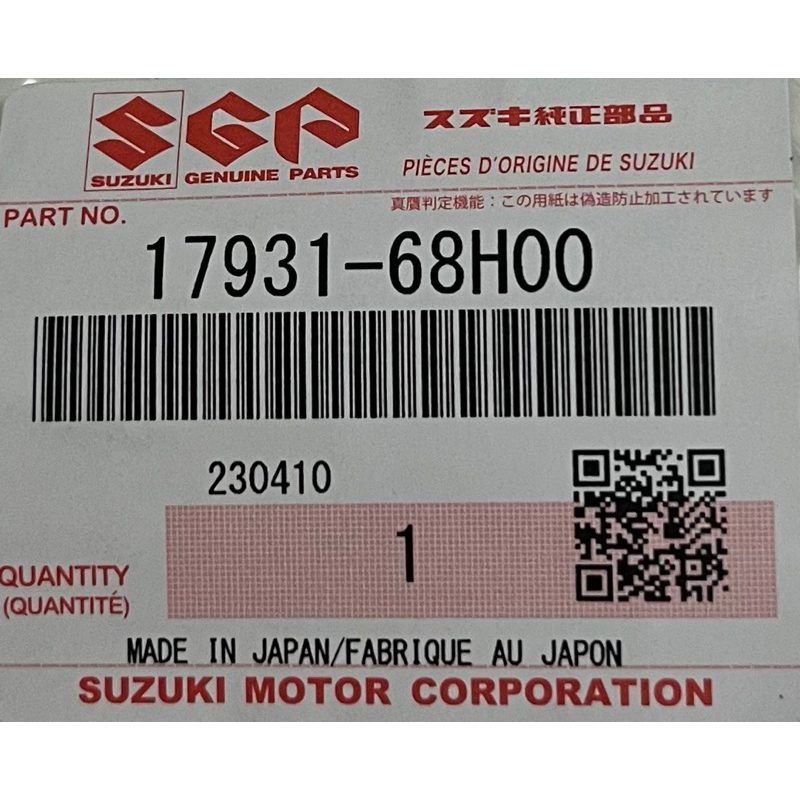 SGP
SUZUKI GENUINE PARTS
スズキ純正部品
PIÈCES D'ORIGINE DE SUZUKI
PART NO.
真贋判定機能:この用紙は偽造防止加工されています
17931-68H00
230410
1
QUANTITY
(QUANTITÉ)
MADE IN JAPAN/FABRIQUE AU JAPON
SUZUKI MOTOR CORPORATION